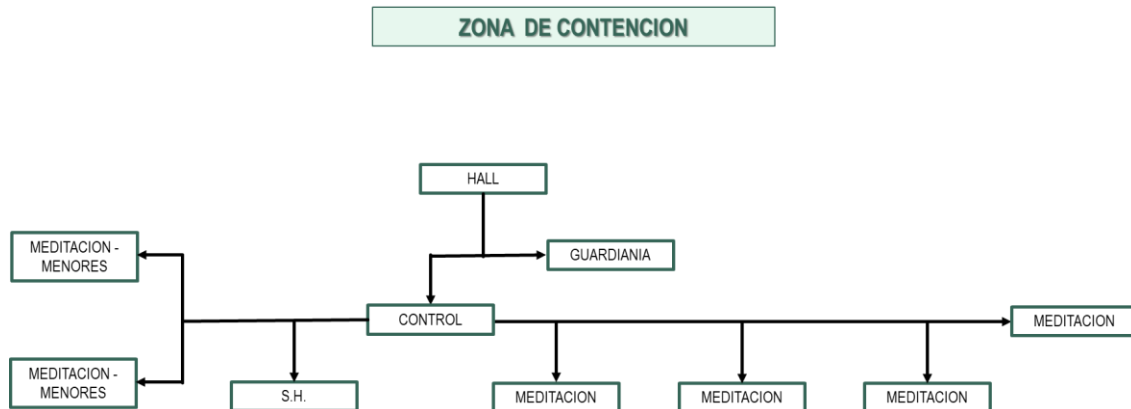 ZONA DE CONTENCION
HALL
MEDITACION -
MENORES
GUARDIANIA
CONTROL
MEDITACION
MEDITACION -
MENORES
S.H.
MEDITACION
MEDITACION
MEDITACION